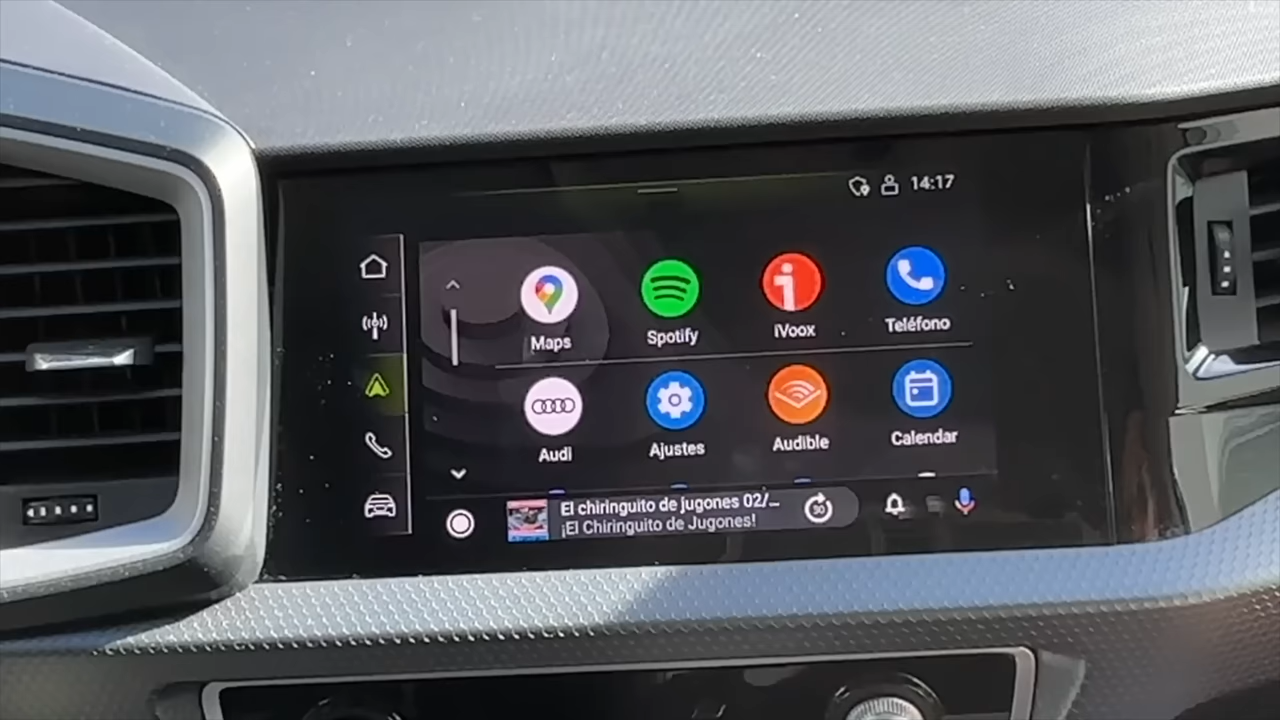 14:17
Maps
Spotify
iVoox
Teléfono
Audi
Ajustes
Audible
Calendar
El chiringuito de jugones 02/...
¡El Chiringuito de Jugones!
30